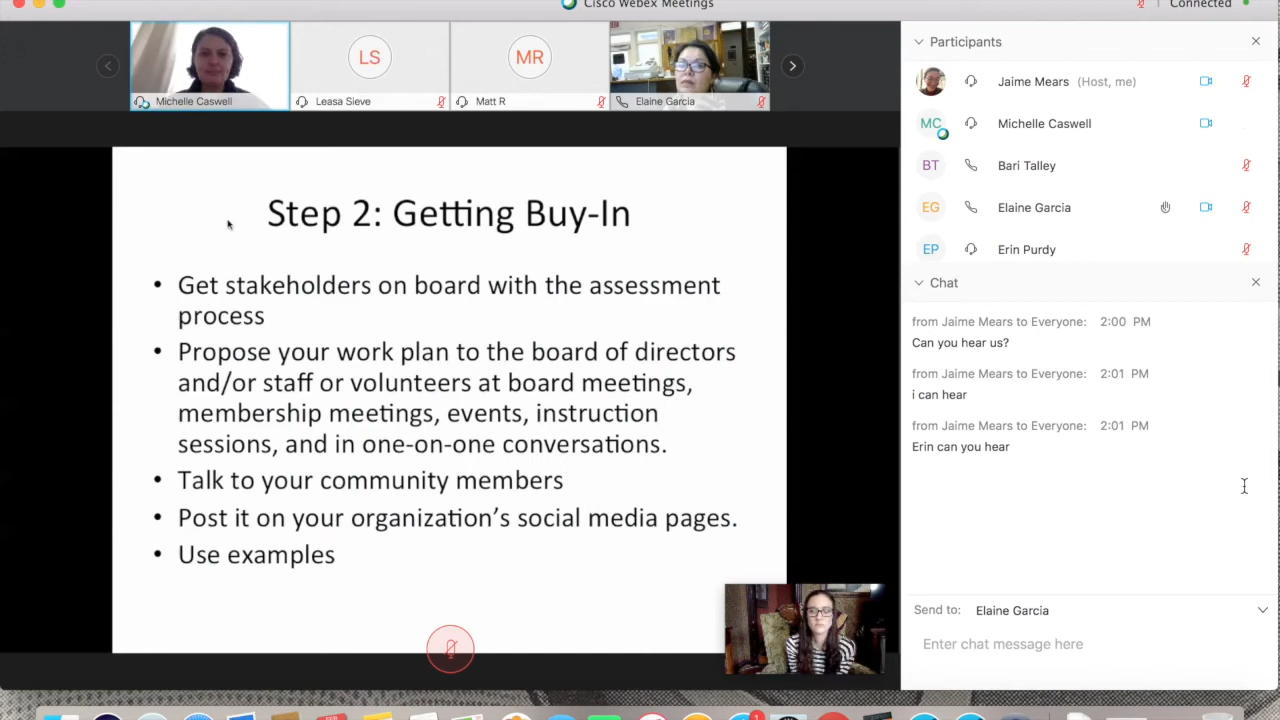 Cisco Webex Meetings
Connected
LS
MR
Michelle Caswell
Leasa Sieve
Matt R
Elaine Garcia
Step 2: Getting Buy-In
• Get stakeholders on board with the assessment
process
• Propose your work plan to the board of directors
and/or staff or volunteers at board meetings,
membership meetings, events, instruction
sessions, and in one-on-one conversations.
• Talk to your community members
• Post it on your organization's social media pages.
• Use examples
Participants
Jaime Mears (Host, me)
MC Michelle Caswell
BT Bari Talley
EG Elaine Garcia
EP Erin Purdy
Chat
from Jaime Mears to Everyone: 2:00 PM
Can you hear us?
from Jaime Mears to Everyone: 2:01 PM
i can hear
from Jaime Mears to Everyone: 2:01 PM
Erin can you hear
Send to: Elaine Garcia
Enter chat message here
FEB
1